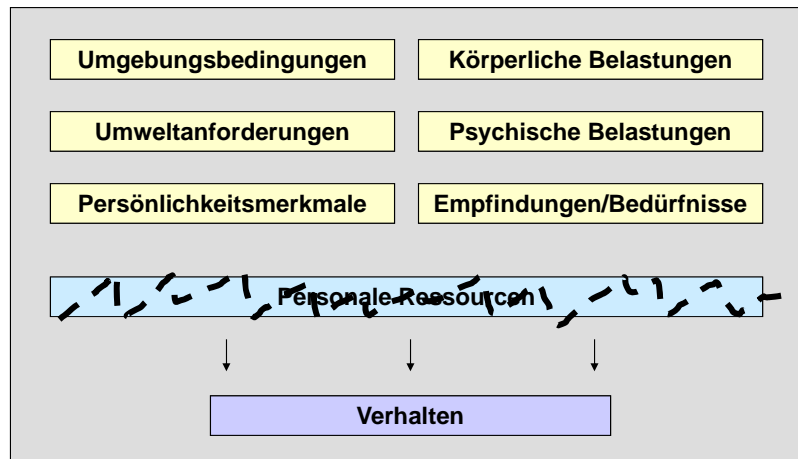 Umgebungsbedingungen
Körperliche Belastungen
Umweltanforderungen
Psychische Belastungen
Persönlichkeitsmerkmale
Empfindungen/Bedürfnisse
Personale Ressourcen
Verhalten